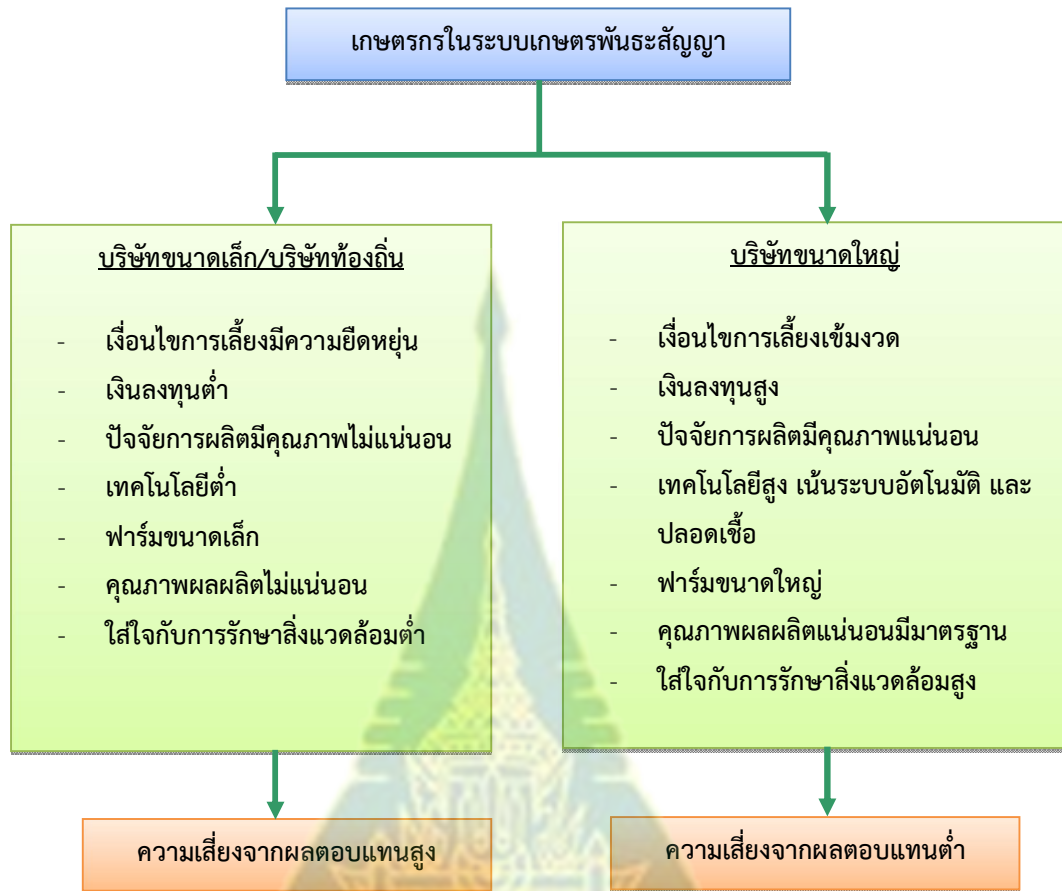 เกษตรกรในระบบเกษตรพันธะสัญญา
บริษัทขนาดเล็ก/บริษัทท้องถิ่น
- เงื่อนไขการเลี้ยงมีความยืดหยุ่น
- เงินลงทุนต่ำ
- ปัจจัยการผลิตมีคุณภาพไม่แน่นอน
- เทคโนโลยีต่ำ
- ฟาร์มขนาดเล็ก
- คุณภาพผลผลิตไม่แน่นอน
- ใส่ใจกับการรักษาสิ่งแวดล้อมต่ำ
ความเสี่ยงจากผลตอบแทนสูง
บริษัทขนาดใหญ่
- เงื่อนไขการเลี้ยงเข้มงวด
- เงินลงทุนสูง
- ปัจจัยการผลิตมีคุณภาพแน่นอน
- เทคโนโลยีสูง เน้นระบบอัตโนมัติ และ
ปลอดเชื้อ
- ฟาร์มขนาดใหญ่
- คุณภาพผลผลิตแน่นอนมีมาตรฐาน
- ใส่ใจกับการรักษาสิ่งแวดล้อมสูง
ความเสี่ยงจากผลตอบแทนต่ำ